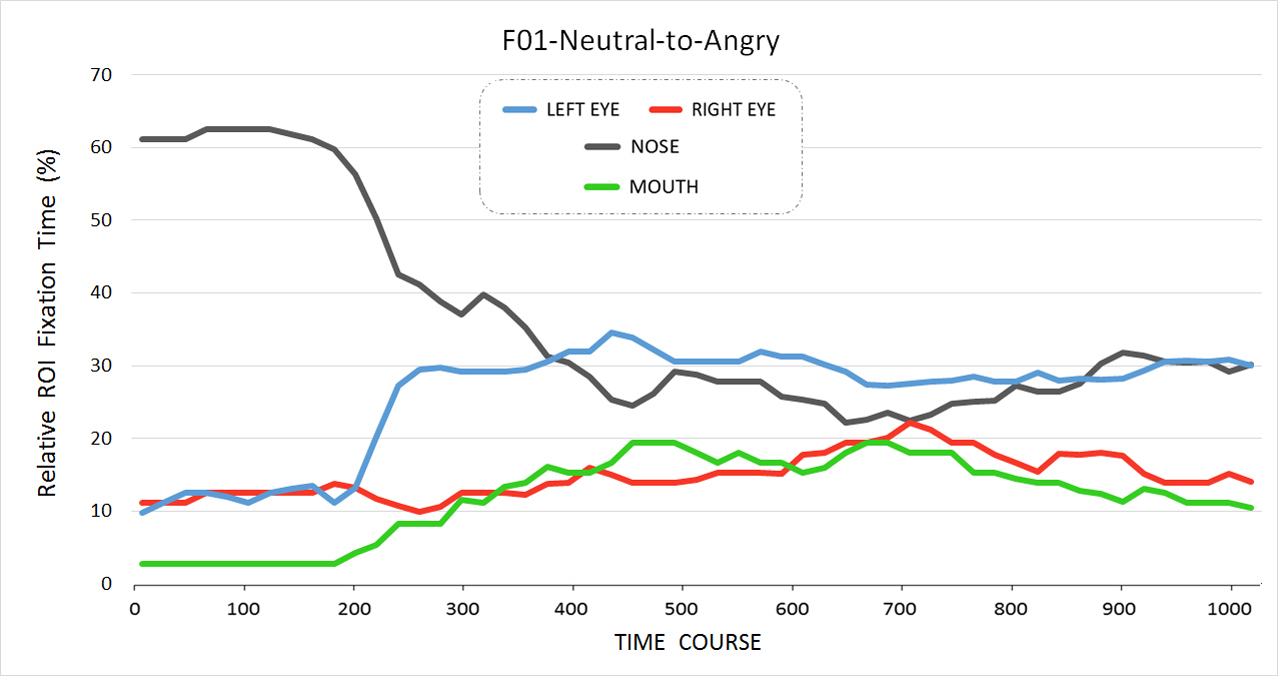 F01-Neutral-to-Angry
LEFT EYE RIGHT EYE
NOSE
MOUTH
Relative ROI Fixation Time (%)
70
60
50
40
30
20
10
0
0 100 200 300 400 500 600 700 800 900 1000
TIME COURSE